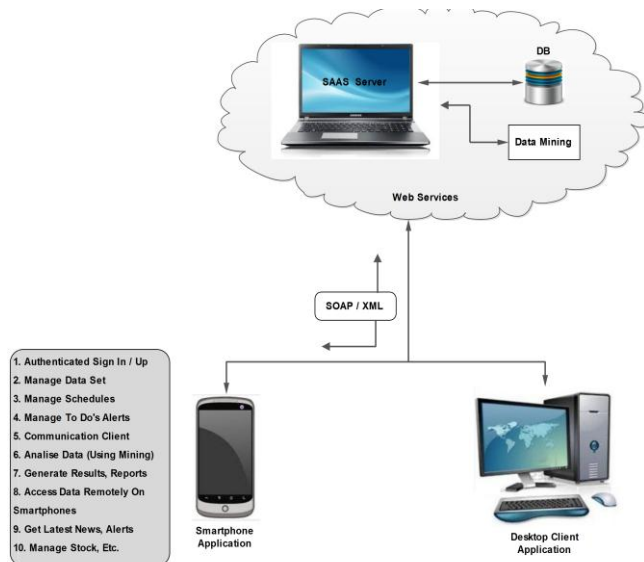 DB
SAAS Server
Data Mining
Web Services
SOAP / XML
1. Authenticated Sign In / Up
2. Manage Data Set
3. Manage Schedules
4. Manage To Do's Alerts
5. Communication Client
6. Analise Data (Using Mining)
7. Generate Results, Reports
8. Access Data Remotely On
Smartphones
9. Get Latest News, Alerts
10. Manage Stock, Etc.
Smartphone
Application
Desktop Client
Application